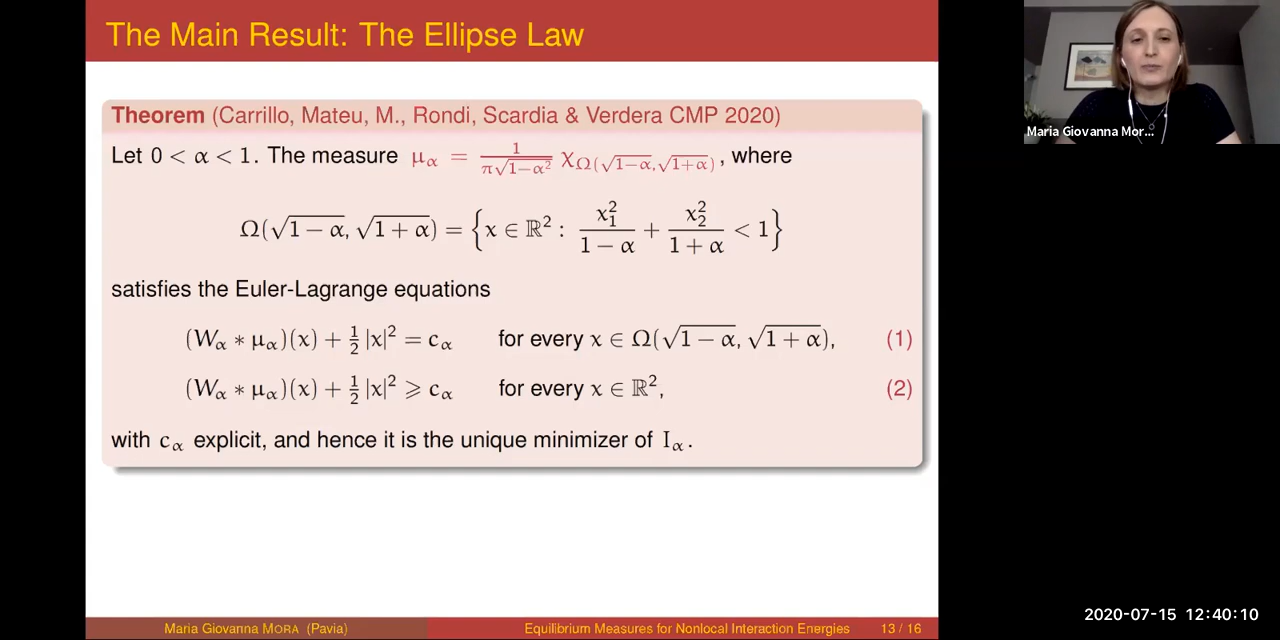 The Main Result: The Ellipse Law
Theorem (Carrillo, Mateu, M., Rondi, Scardia & Verdera CMP 2020)
Let 0 < α < 1. The measure μ_α = 1/(π√(1−α²)) χ_Ω(√(1−α),√(1+α)), where
Ω(√(1−α), √(1+α)) = {x ∈ ℝ² : x₁²/(1−α) + x₂²/(1+α) < 1}
satisfies the Euler-Lagrange equations
(W_α ∗ μ_α)(x) + ½|x|² = c_α for every x ∈ Ω(√(1−α), √(1+α)), (1)
(W_α ∗ μ_α)(x) + ½|x|² ⩾ c_α for every x ∈ ℝ², (2)
with c_α explicit, and hence it is the unique minimizer of I_α.
Maria Giovanna MORA (Pavia) Equilibrium Measures for Nonlocal Interaction Energies 13 / 16
Maria Giovanna Mor...
2020-07-15 12:40:10